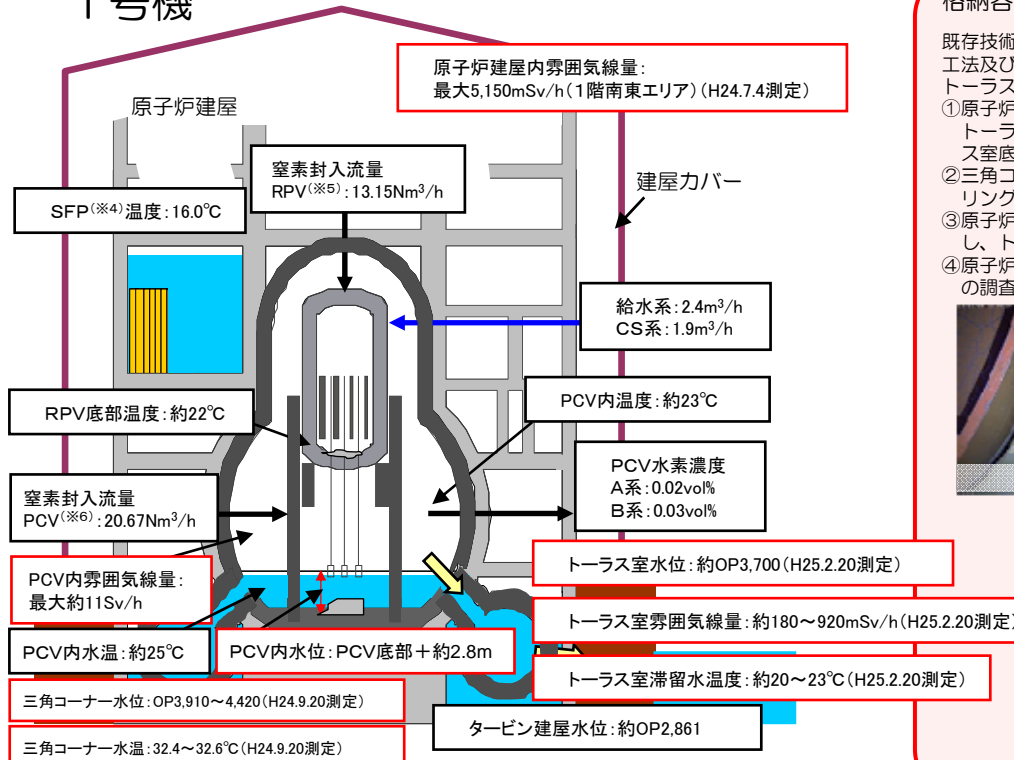 1号機
原子炉建屋内雰囲気線量:
最大5,150mSv/h(1階南東エリア)(H24.7.4測定)
原子炉建屋
窒素封入流量
RPV(※5):13.15Nm³/h
建屋カバー
SFP(※4)温度:16.0℃
給水系:2.4m³/h
CS系:1.9m³/h
RPV底部温度:約22℃
PCV内温度:約23℃
PCV水素濃度
A系:0.02vol%
B系:0.03vol%
窒素封入流量
PCV(※6):20.67Nm³/h
トーラス室水位:約OP3,700(H25.2.20測定)
PCV内雰囲気線量:
最大約11Sv/h
トーラス室雰囲気線量:約180~920mSv/h(H25.2.20測定)
PCV内水温:約25℃
PCV内水位:PCV底部+約2.8m
トーラス室滞留水温度:約20~23℃(H25.2.20測定)
三角コーナー水位:OP3,910~4,420(H24.9.20測定)
タービン建屋水位:約OP2,861
三角コーナー水温:32.4~32.6℃(H24.9.20測定)
格納容
既存技術
工法及び
トーラス
①原子炉
トーラ
ス室底
②三角コ
リング
③原子炉
し、ト
④原子炉
の調査